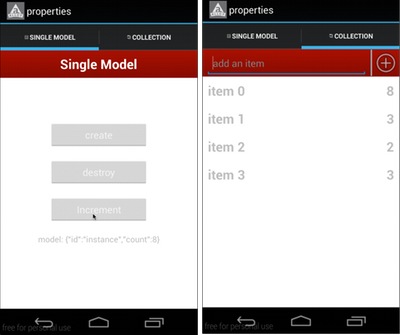 properties
SINGLE MODEL
COLLECTION
Single Model
create
destroy
Increment
model: {"id":"instance","count":8}
free for personal use
properties
SINGLE MODEL
COLLECTION
add an item
item 0 8
item 1 3
item 2 2
item 3 3
free for personal use